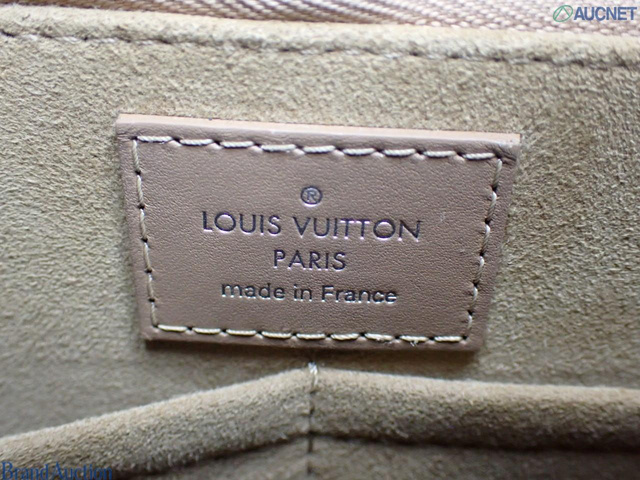 AUCNET
®
LOUIS VUITTON
PARIS
made in France
Brand Auction